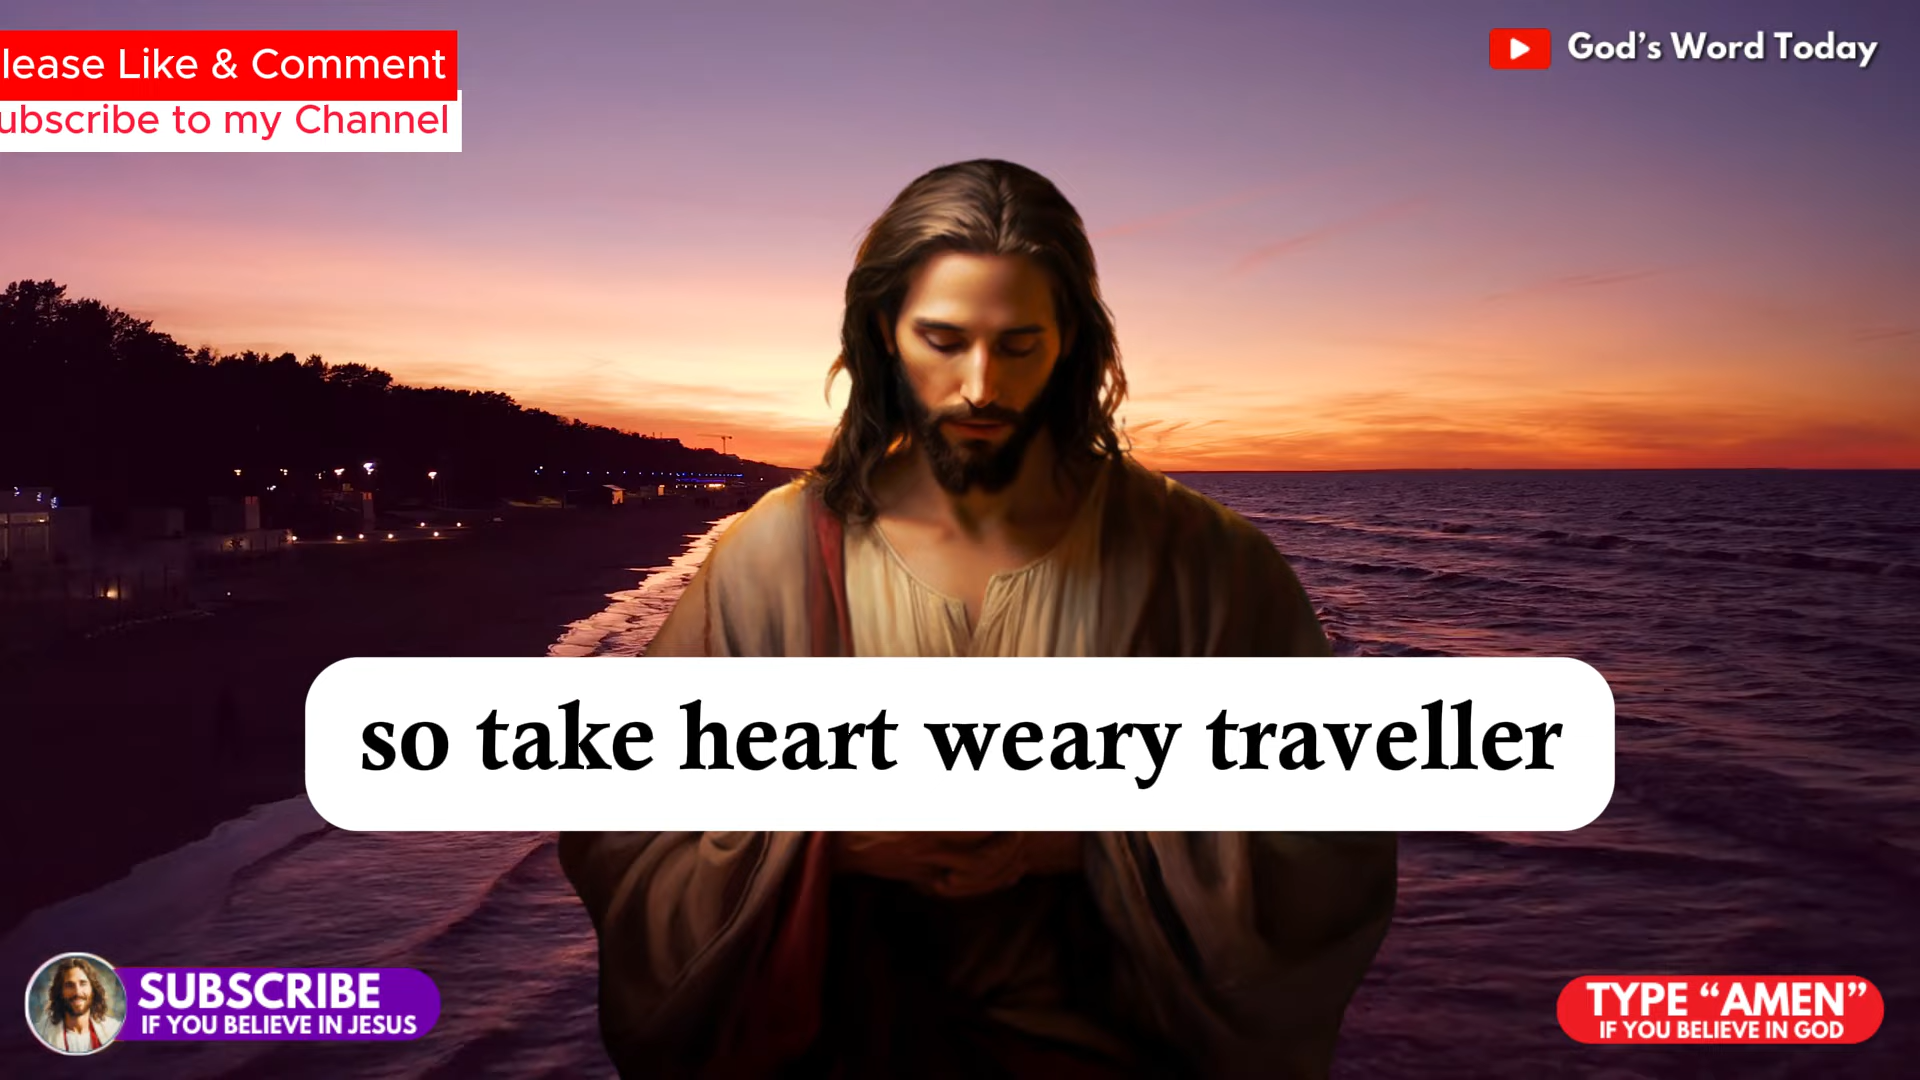 lease Like & Comment
ubscribe to my Channel
God's Word Today
so take heart weary traveller
SUBSCRIBE
IF YOU BELIEVE IN JESUS
TYPE “AMEN”
IF YOU BELIEVE IN GOD